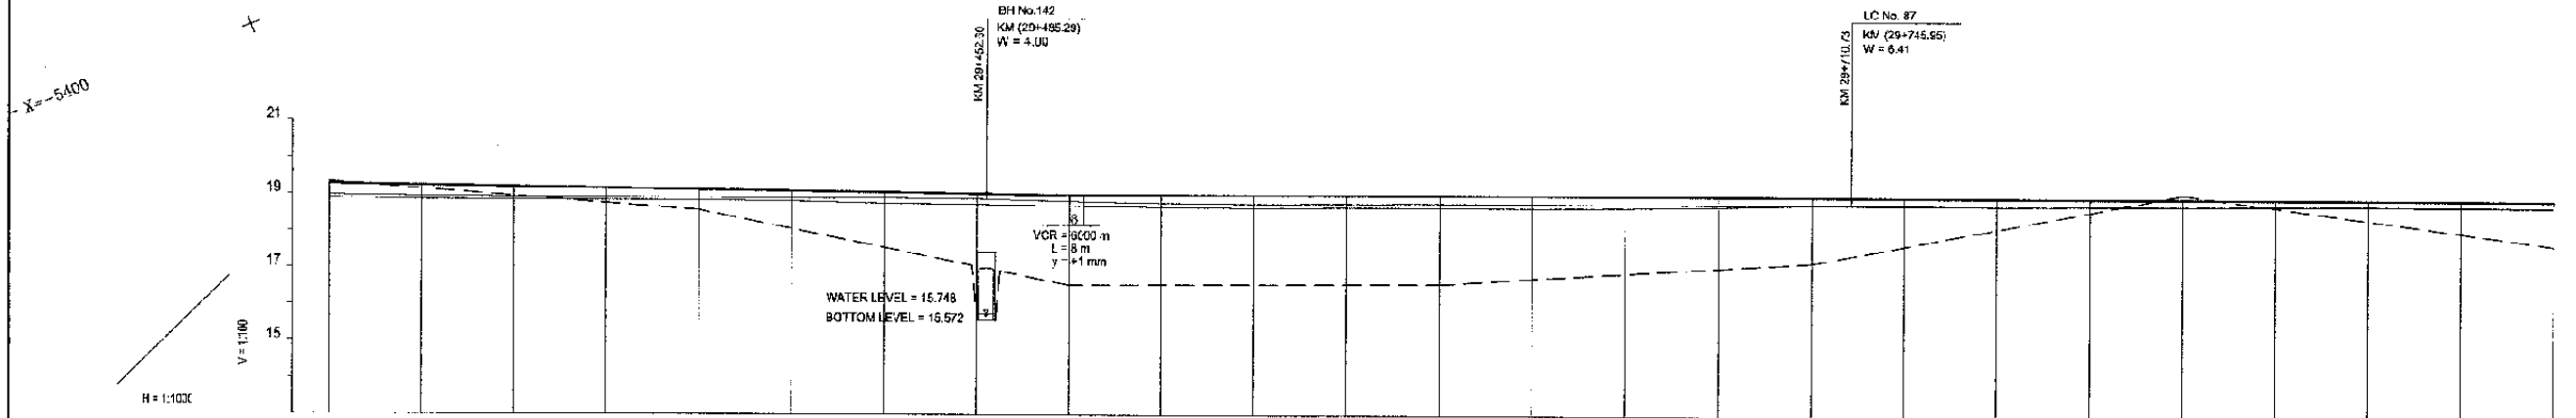 BH No.142
KM (29+485.29)
W = 4.00
KM 29+452.30
LC No. 87
KM (29+745.95)
W = 6.41
KM 29+710.73
X=-5400
21
19
17
15
V = 1:100
H = 1:1000
VCR = 6000 m
L = 8 m
y = +1 mm
WATER LEVEL = 15.748
BOTTOM LEVEL = 15.572